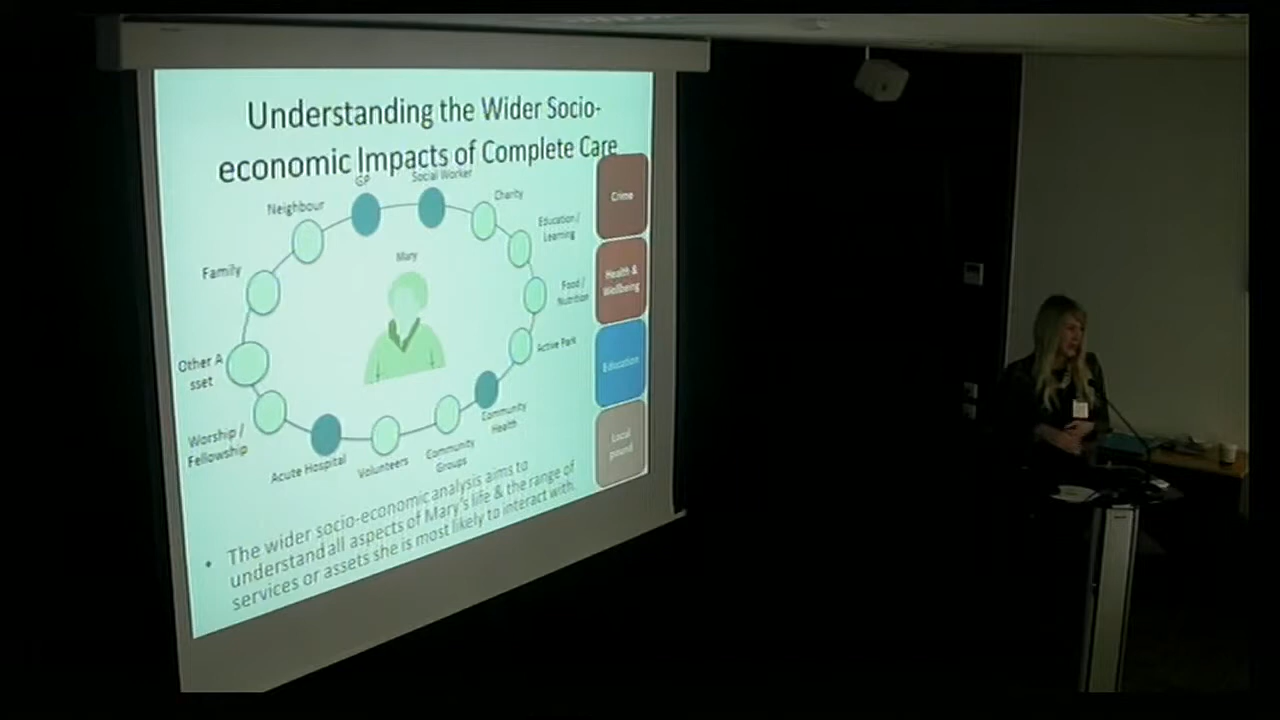 Understanding the Wider Socio-
economic Impacts of Complete Care
GP
Social Worker
Neighbour
Charity
Education /
Learning
Family
Mary
Food /
Nutrition
Other A
sset
Active Park
Worship /
Fellowship
Acute Hospital
Volunteers
Community
Groups
Community
Health
Crime
Health &
Wellbeing
Education
Local
pound
• The wider socio-economic analysis aims to
understand all aspects of Mary's life & the range of
services or assets she is most likely to interact with.